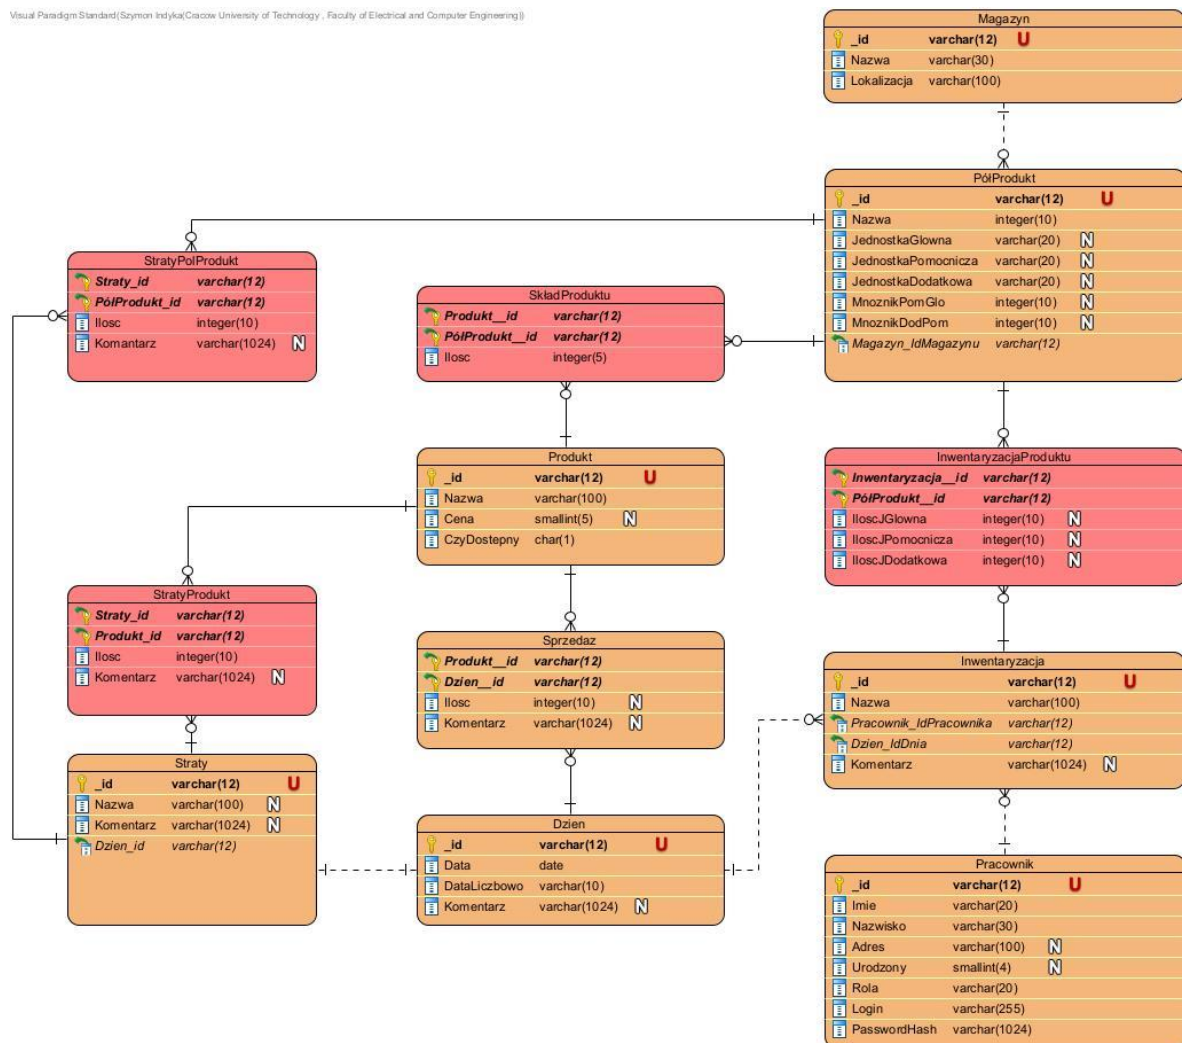 Visual Paradigm Standard(Szymon Indyka(Cracow University of Technology , Faculty of Electrical and Computer Engineering))
Magazyn
_id varchar(12) U
Nazwa varchar(30)
Lokalizacja varchar(100)
PółProdukt
_id varchar(12) U
Nazwa integer(10)
JednostkaGlowna varchar(20) N
JednostkaPomocnicza varchar(20) N
JednostkaDodatkowa varchar(20) N
MnoznikPomGlo integer(10) N
MnoznikDodPom integer(10) N
Magazyn_IdMagazynu varchar(12)
StratyPolProdukt
Straty_id varchar(12)
PółProdukt_id varchar(12)
Ilosc integer(10)
Komantarz varchar(1024) N
SkładProduktu
Produkt__id varchar(12)
PółProdukt__id varchar(12)
Ilosc integer(5)
Produkt
_id varchar(12) U
Nazwa varchar(100)
Cena smallint(5) N
CzyDostepny char(1)
InwentaryzacjaProduktu
Inwentaryzacja__id varchar(12)
PółProdukt__id varchar(12)
IloscJGlowna integer(10) N
IloscJPomocnicza integer(10) N
IloscJDodatkowa integer(10) N
StratyProdukt
Straty_id varchar(12)
Produkt_id varchar(12)
Ilosc integer(10)
Komentarz varchar(1024) N
Sprzedaz
Produkt__id varchar(12)
Dzien__id varchar(12)
Ilosc integer(10) N
Komentarz varchar(1024) N
Inwentaryzacja
_id varchar(12) U
Nazwa varchar(100)
Pracownik_IdPracownika varchar(12)
Dzien_IdDnia varchar(12)
Komentarz varchar(1024) N
Straty
_id varchar(12) U
Nazwa varchar(100) N
Komentarz varchar(1024) N
Dzien_id varchar(12)
Dzien
_id varchar(12) U
Data date
DataLiczbowo varchar(10)
Komentarz varchar(1024) N
Pracownik
_id varchar(12) U
Imie varchar(20)
Nazwisko varchar(30)
Adres varchar(100) N
Urodzony smallint(4) N
Rola varchar(20)
Login varchar(255)
PasswordHash varchar(1024)